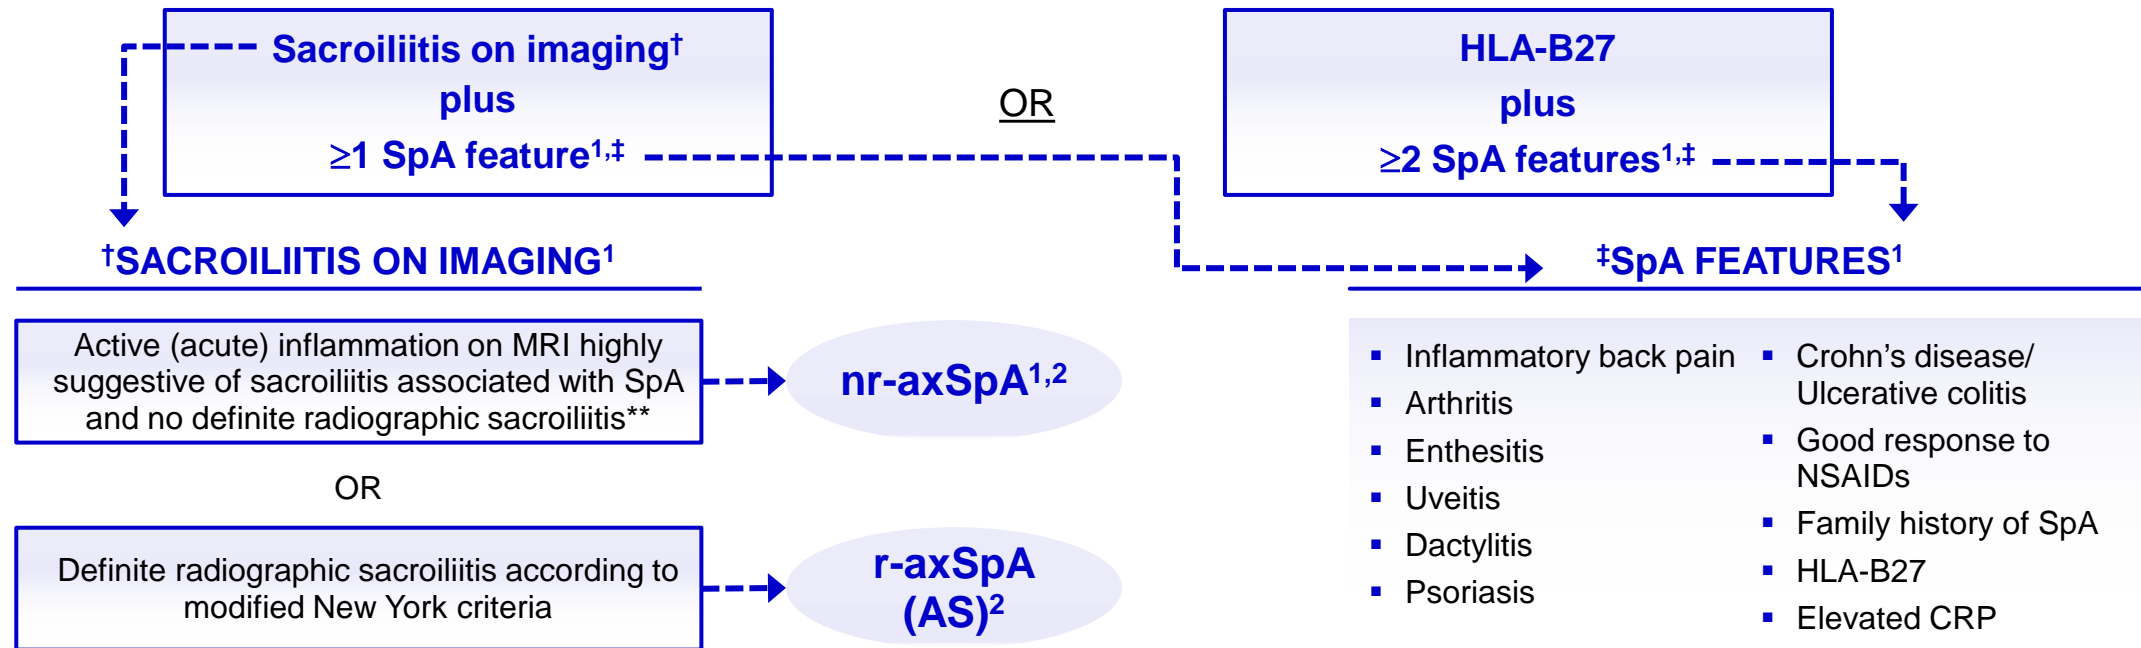 Sacroiliitis on imaging†
plus
≥1 SpA feature1,‡
OR
HLA-B27
plus
≥2 SpA features1,‡
†SACROILIITIS ON IMAGING1
Active (acute) inflammation on MRI highly
suggestive of sacroiliitis associated with SpA
and no definite radiographic sacroiliitis**
nr-axSpA1,2
OR
Definite radiographic sacroiliitis according to
modified New York criteria
r-axSpA
(AS)2
‡SpA FEATURES1
▪ Inflammatory back pain
▪ Arthritis
▪ Enthesitis
▪ Uveitis
▪ Dactylitis
▪ Psoriasis
▪ Crohn's disease/
Ulcerative colitis
▪ Good response to
NSAIDs
▪ Family history of SpA
▪ HLA-B27
▪ Elevated CRP